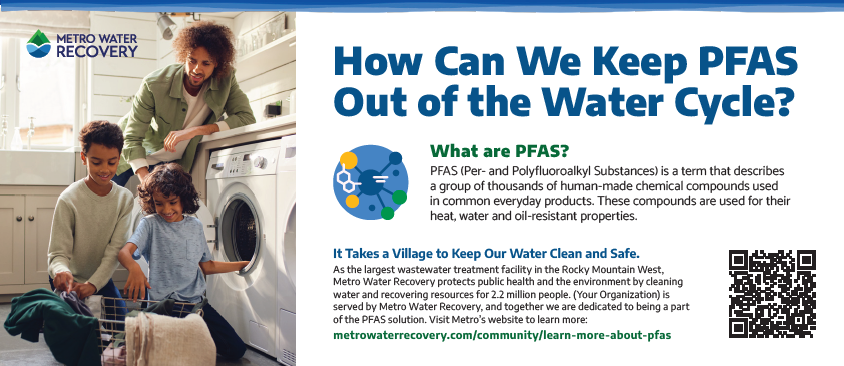 METRO WATER
RECOVERY
How Can We Keep PFAS
Out of the Water Cycle?
What are PFAS?
PFAS (Per- and Polyfluoroalkyl Substances) is a term that describes
a group of thousands of human-made chemical compounds used
in common everyday products. These compounds are used for their
heat, water and oil-resistant properties.
It Takes a Village to Keep Our Water Clean and Safe.
As the largest wastewater treatment facility in the Rocky Mountain West,
Metro Water Recovery protects public health and the environment by cleaning
water and recovering resources for 2.2 million people. (Your Organization) is
served by Metro Water Recovery, and together we are dedicated to being a part
of the PFAS solution. Visit Metro's website to learn more:
metrowaterrecovery.com/community/learn-more-about-pfas